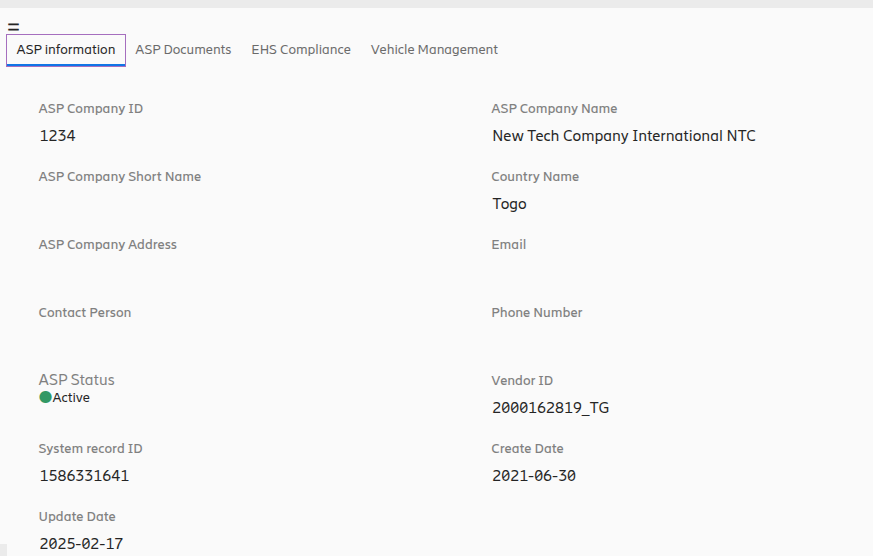 ASP information ASP Documents EHS Compliance Vehicle Management
ASP Company ID ASP Company Name
1234 New Tech Company International NTC
ASP Company Short Name Country Name
Togo
ASP Company Address Email
Contact Person Phone Number
ASP Status Vendor ID
Active 2000162819_TG
System record ID Create Date
1586331641 2021-06-30
Update Date
2025-02-17